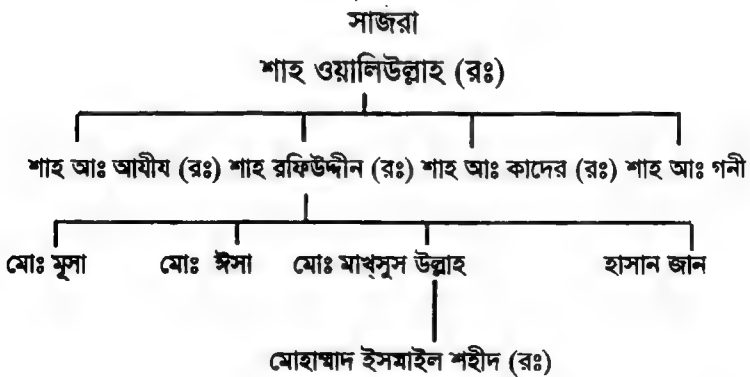 সাজরা
শাহ ওয়ালিউল্লাহ (রঃ)
শাহ আঃ আযীয (রঃ) শাহ রফিউদ্দীন (রঃ) শাহ আঃ কাদের (রঃ) শাহ আঃ গনী
মোঃ মূসা মোঃ ঈসা মোঃ মাখ্সুস উল্লাহ হাসান জান
মোহাম্মাদ ইসমাইল শহীদ (রঃ)